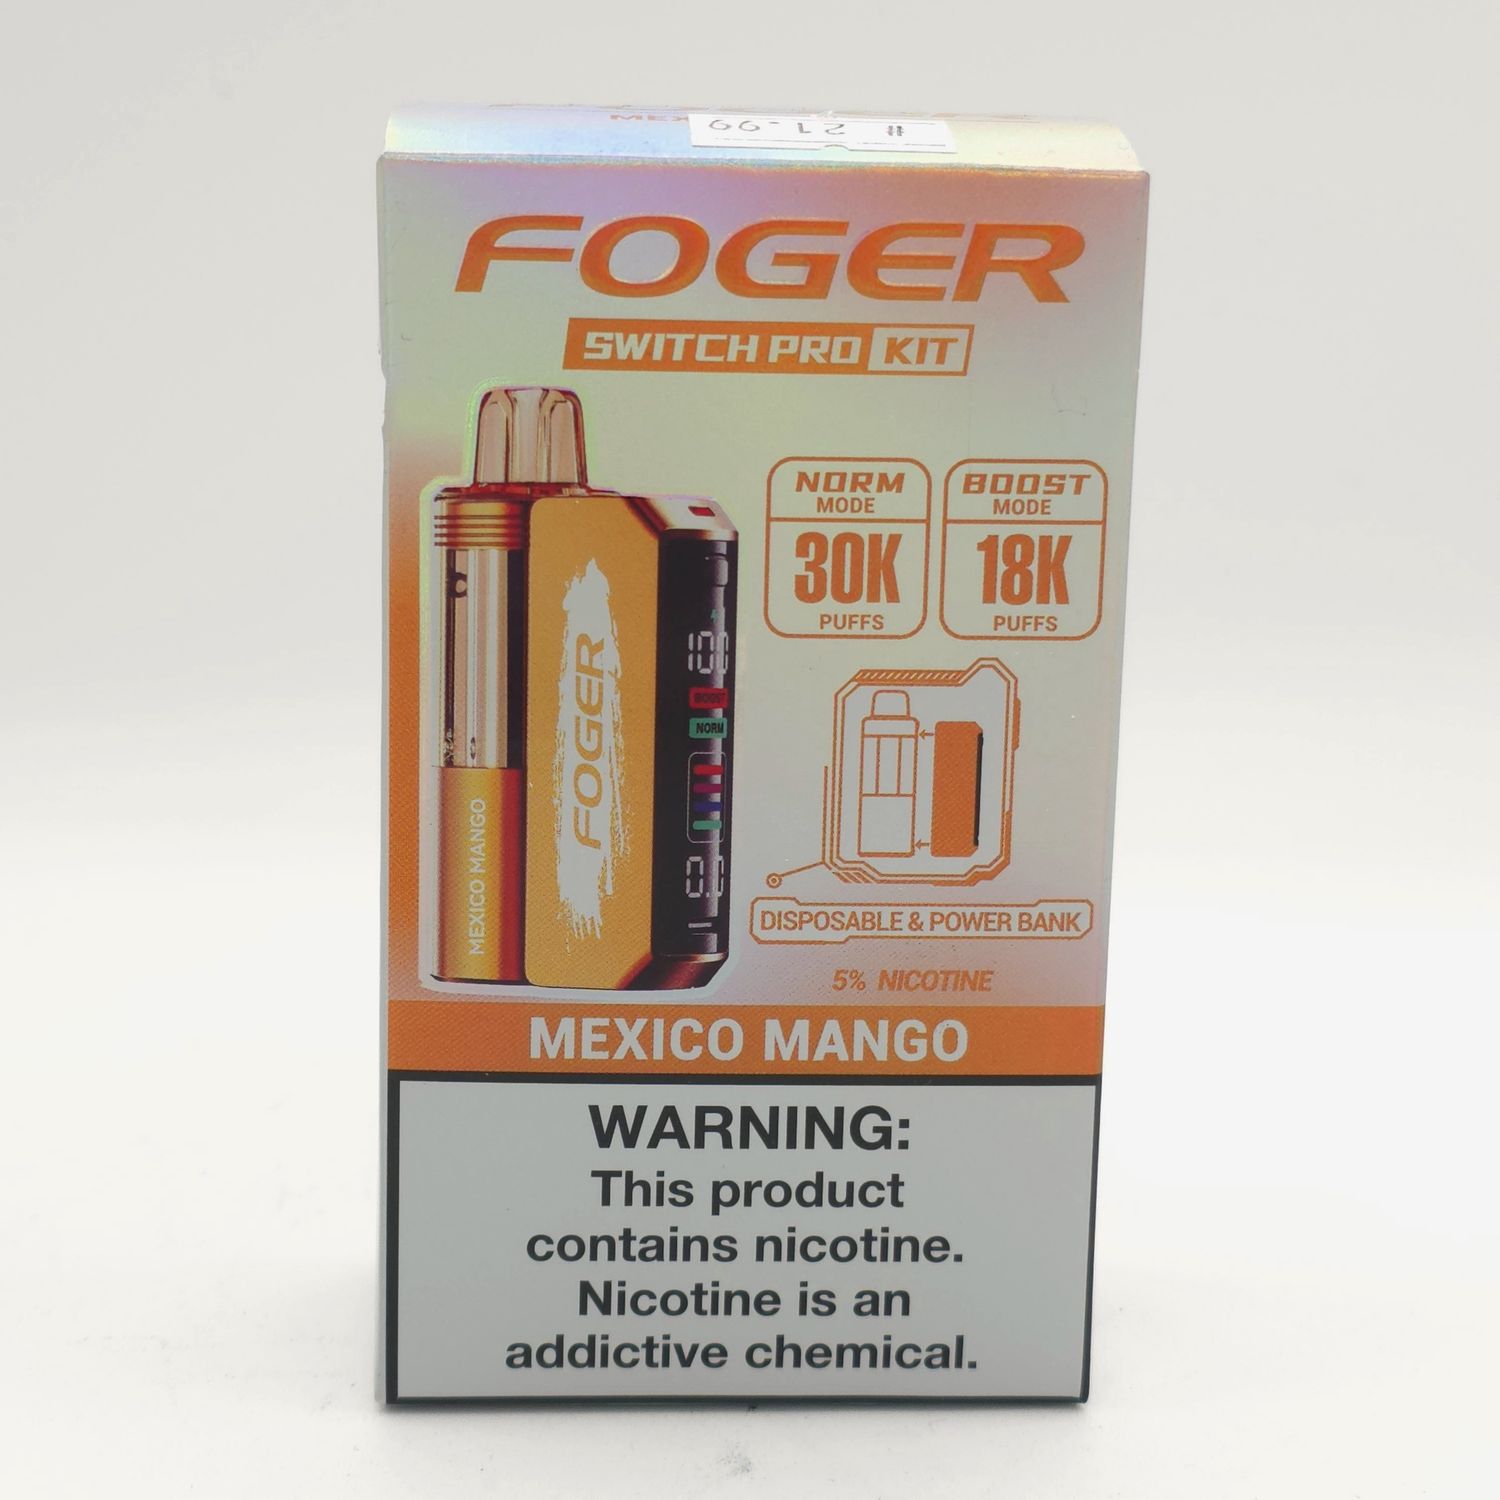 # 21.99
MEX
FOGER
SWITCH PRO KIT
NORM
MODE
30K
PUFFS
BOOST
MODE
18K
PUFFS
FOGER
MEXICO MANGO
BOOST
NORM
DISPOSABLE & POWER BANK
5% NICOTINE
MEXICO MANGO
WARNING:
This product
contains nicotine.
Nicotine is an
addictive chemical.